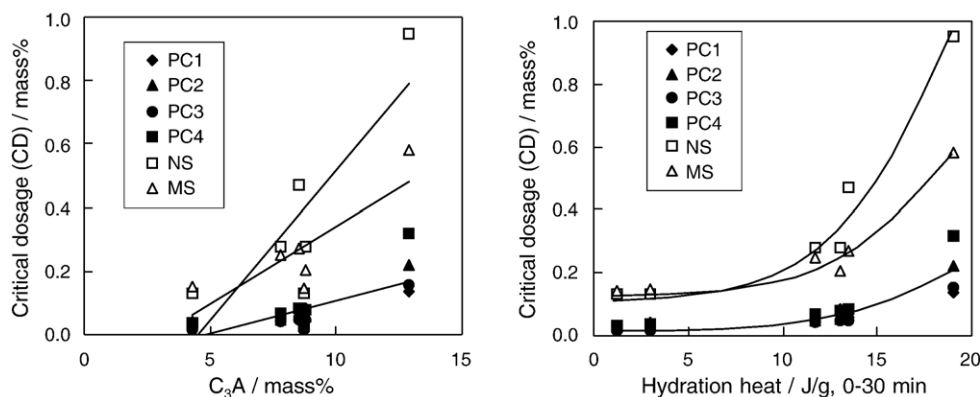 Critical dosage (CD) / mass%
1.0
0.8
0.6
0.4
0.2
0.0
PC1
PC2
PC3
PC4
NS
MS
0
5
10
15
C₃A / mass%
Critical dosage (CD) / mass%
1.0
0.8
0.6
0.4
0.2
0.0
PC1
PC2
PC3
PC4
NS
MS
0
5
10
15
20
Hydration heat / J/g, 0-30 min